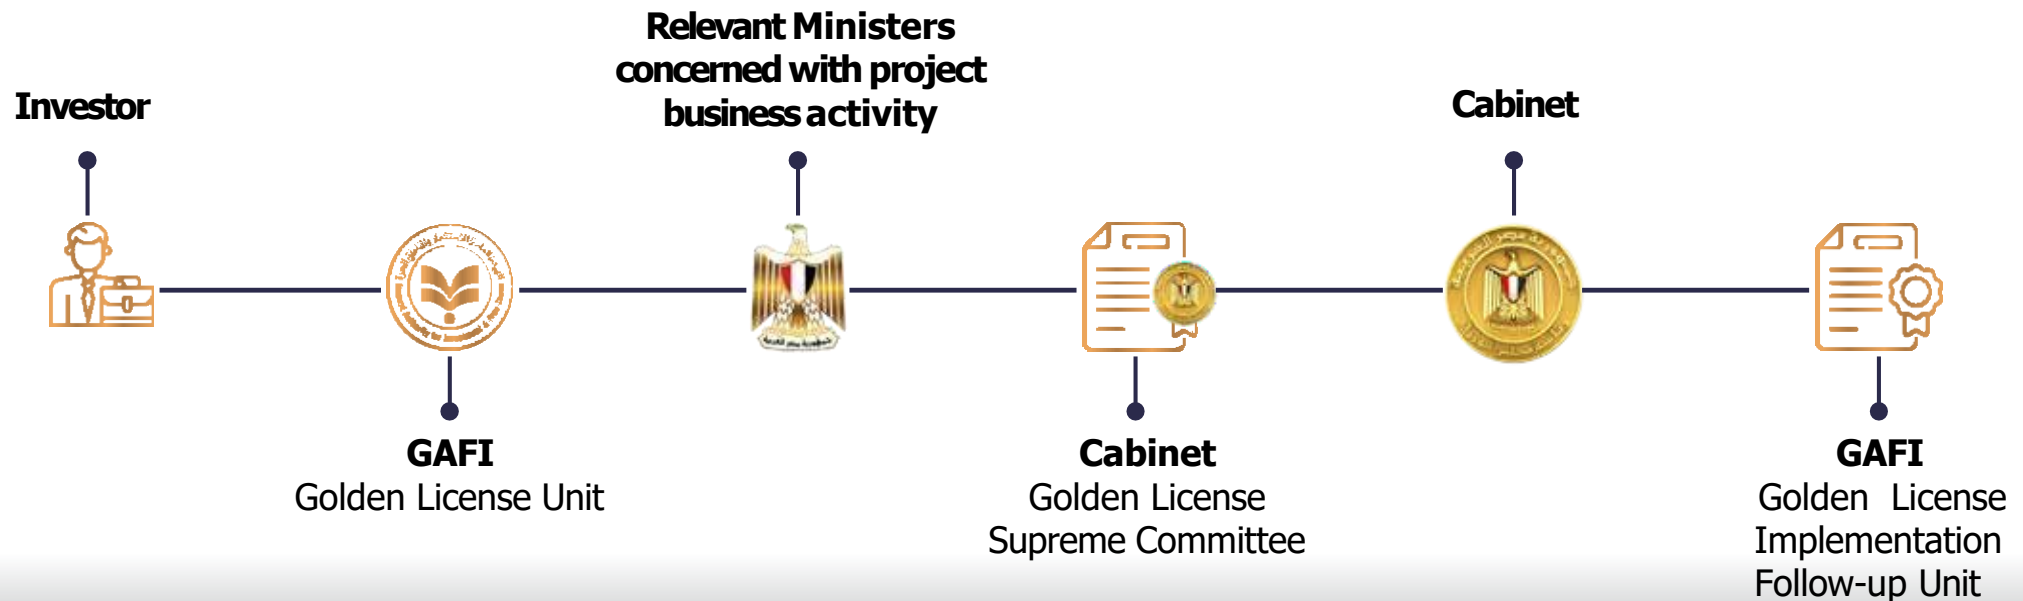 Investor
Relevant Ministers
concerned with project
business activity
Cabinet
GAFI
Golden License Unit
Cabinet
Golden License
Supreme Committee
GAFI
Golden License
Implementation
Follow-up Unit